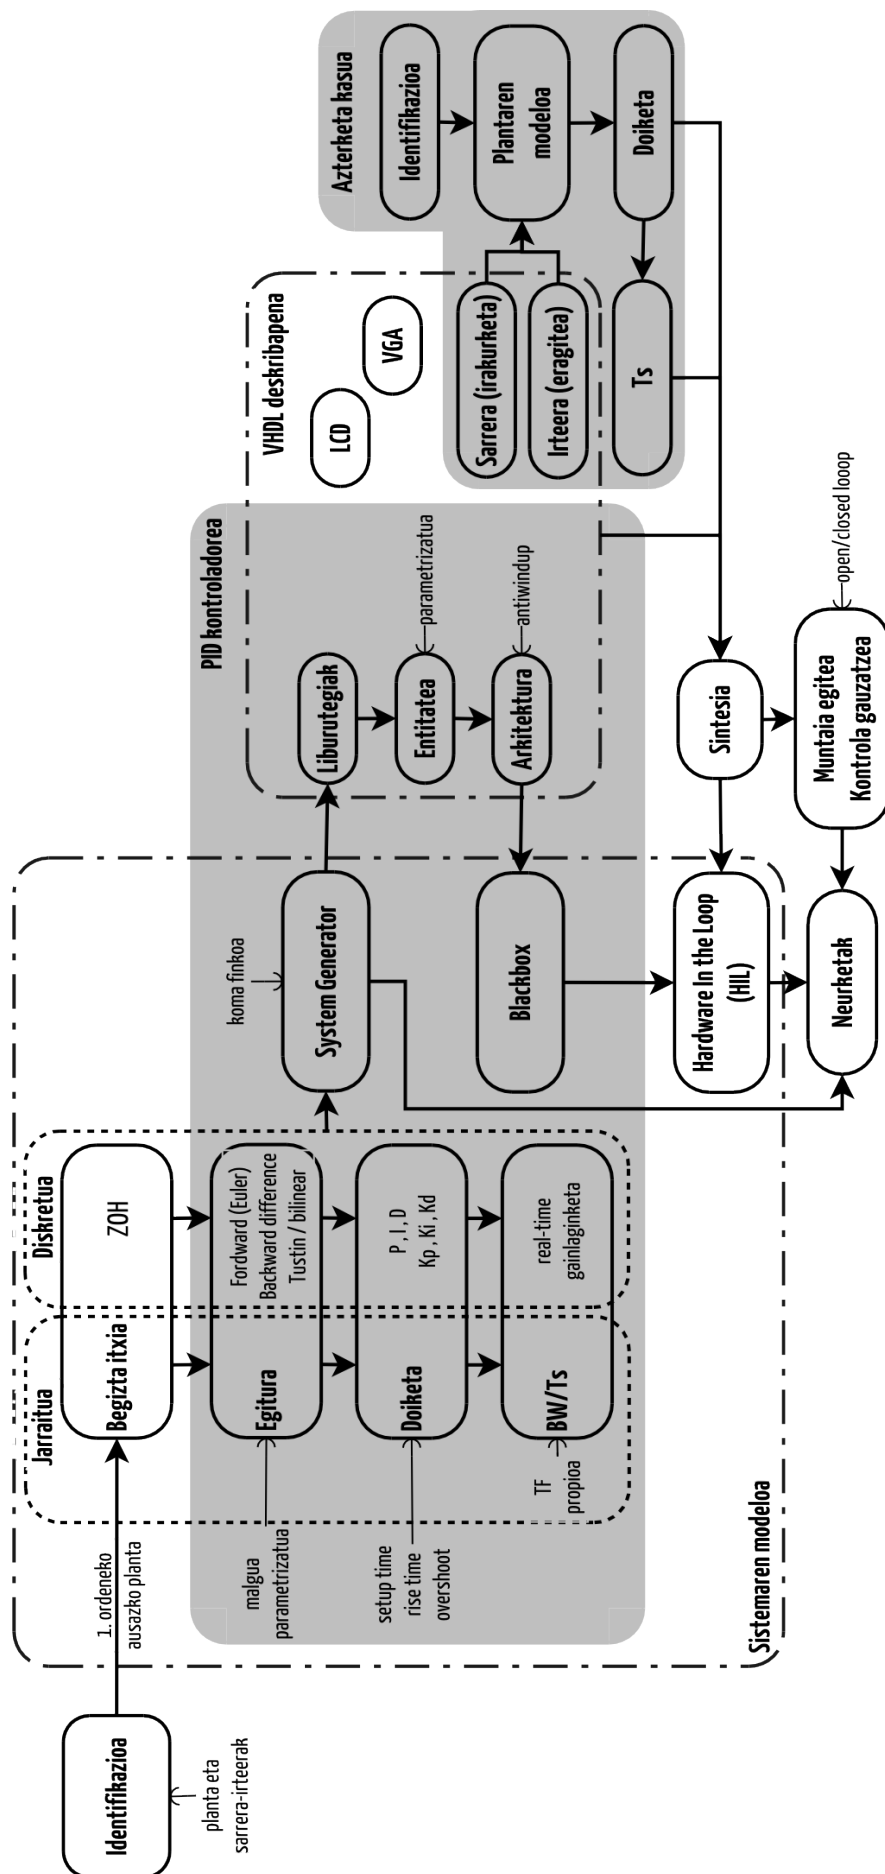 Identifikazioa
planta eta
sarrera-irteerak
1. ordeneko
ausazko planta
Sistemaren modeloa
Jarraitua
Diskretua
Begizta itxia
ZOH
malgua
parametrizatua
Egitura
Fordward (Euler)
Backward difference
Tustin / bilinear
setup time
rise time
overshoot
Doiketa
P , I , D
Kp , Ki , Kd
TF
propioa
BW/Ts
real-time
gainlaginketa
PID kontroladorea
koma finkoa
System Generator
Blackbox
Hardware In the Loop
(HIL)
Neurketak
VHDL deskribapena
Liburutegiak
Entitatea
parametrizatua
Arkitektura
antiwindup
LCD
VGA
Sintesia
Muntaia egitea
Kontrola gauzatzea
open/closed looop
Azterketa kasua
Identifikazioa
Plantaren
modeloa
Doiketa
Sarrera (irakurketa)
Irteera (eragitea)
Ts